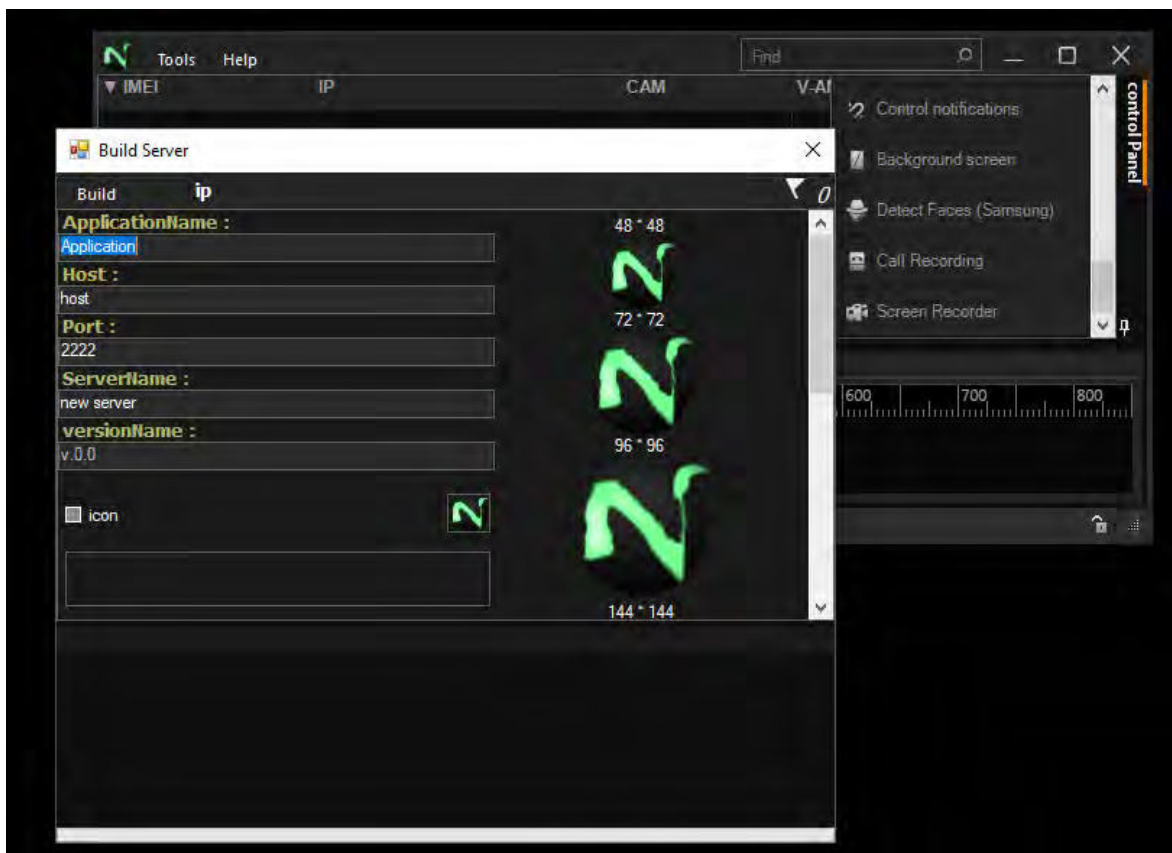 Tools Help Find
▼ IMEI IP CAM V-AI
control Panel
Control notifications
Background screen
Detect Faces (Samsung)
Call Recording
Screen Recorder
600 700 800
Build Server
Build ip 0
ApplicationName :
Application
Host :
host
Port :
2222
ServerName :
new server
versionName :
v.0.0
icon
48 * 48
72 * 72
96 * 96
144 * 144